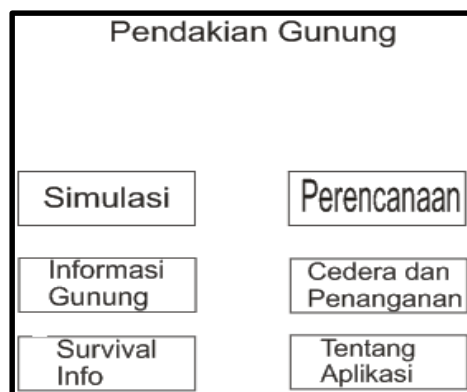 Pendakian Gunung
Simulasi
Perencanaan
Informasi
Gunung
Cedera dan
Penanganan
Survival
Info
Tentang
Aplikasi